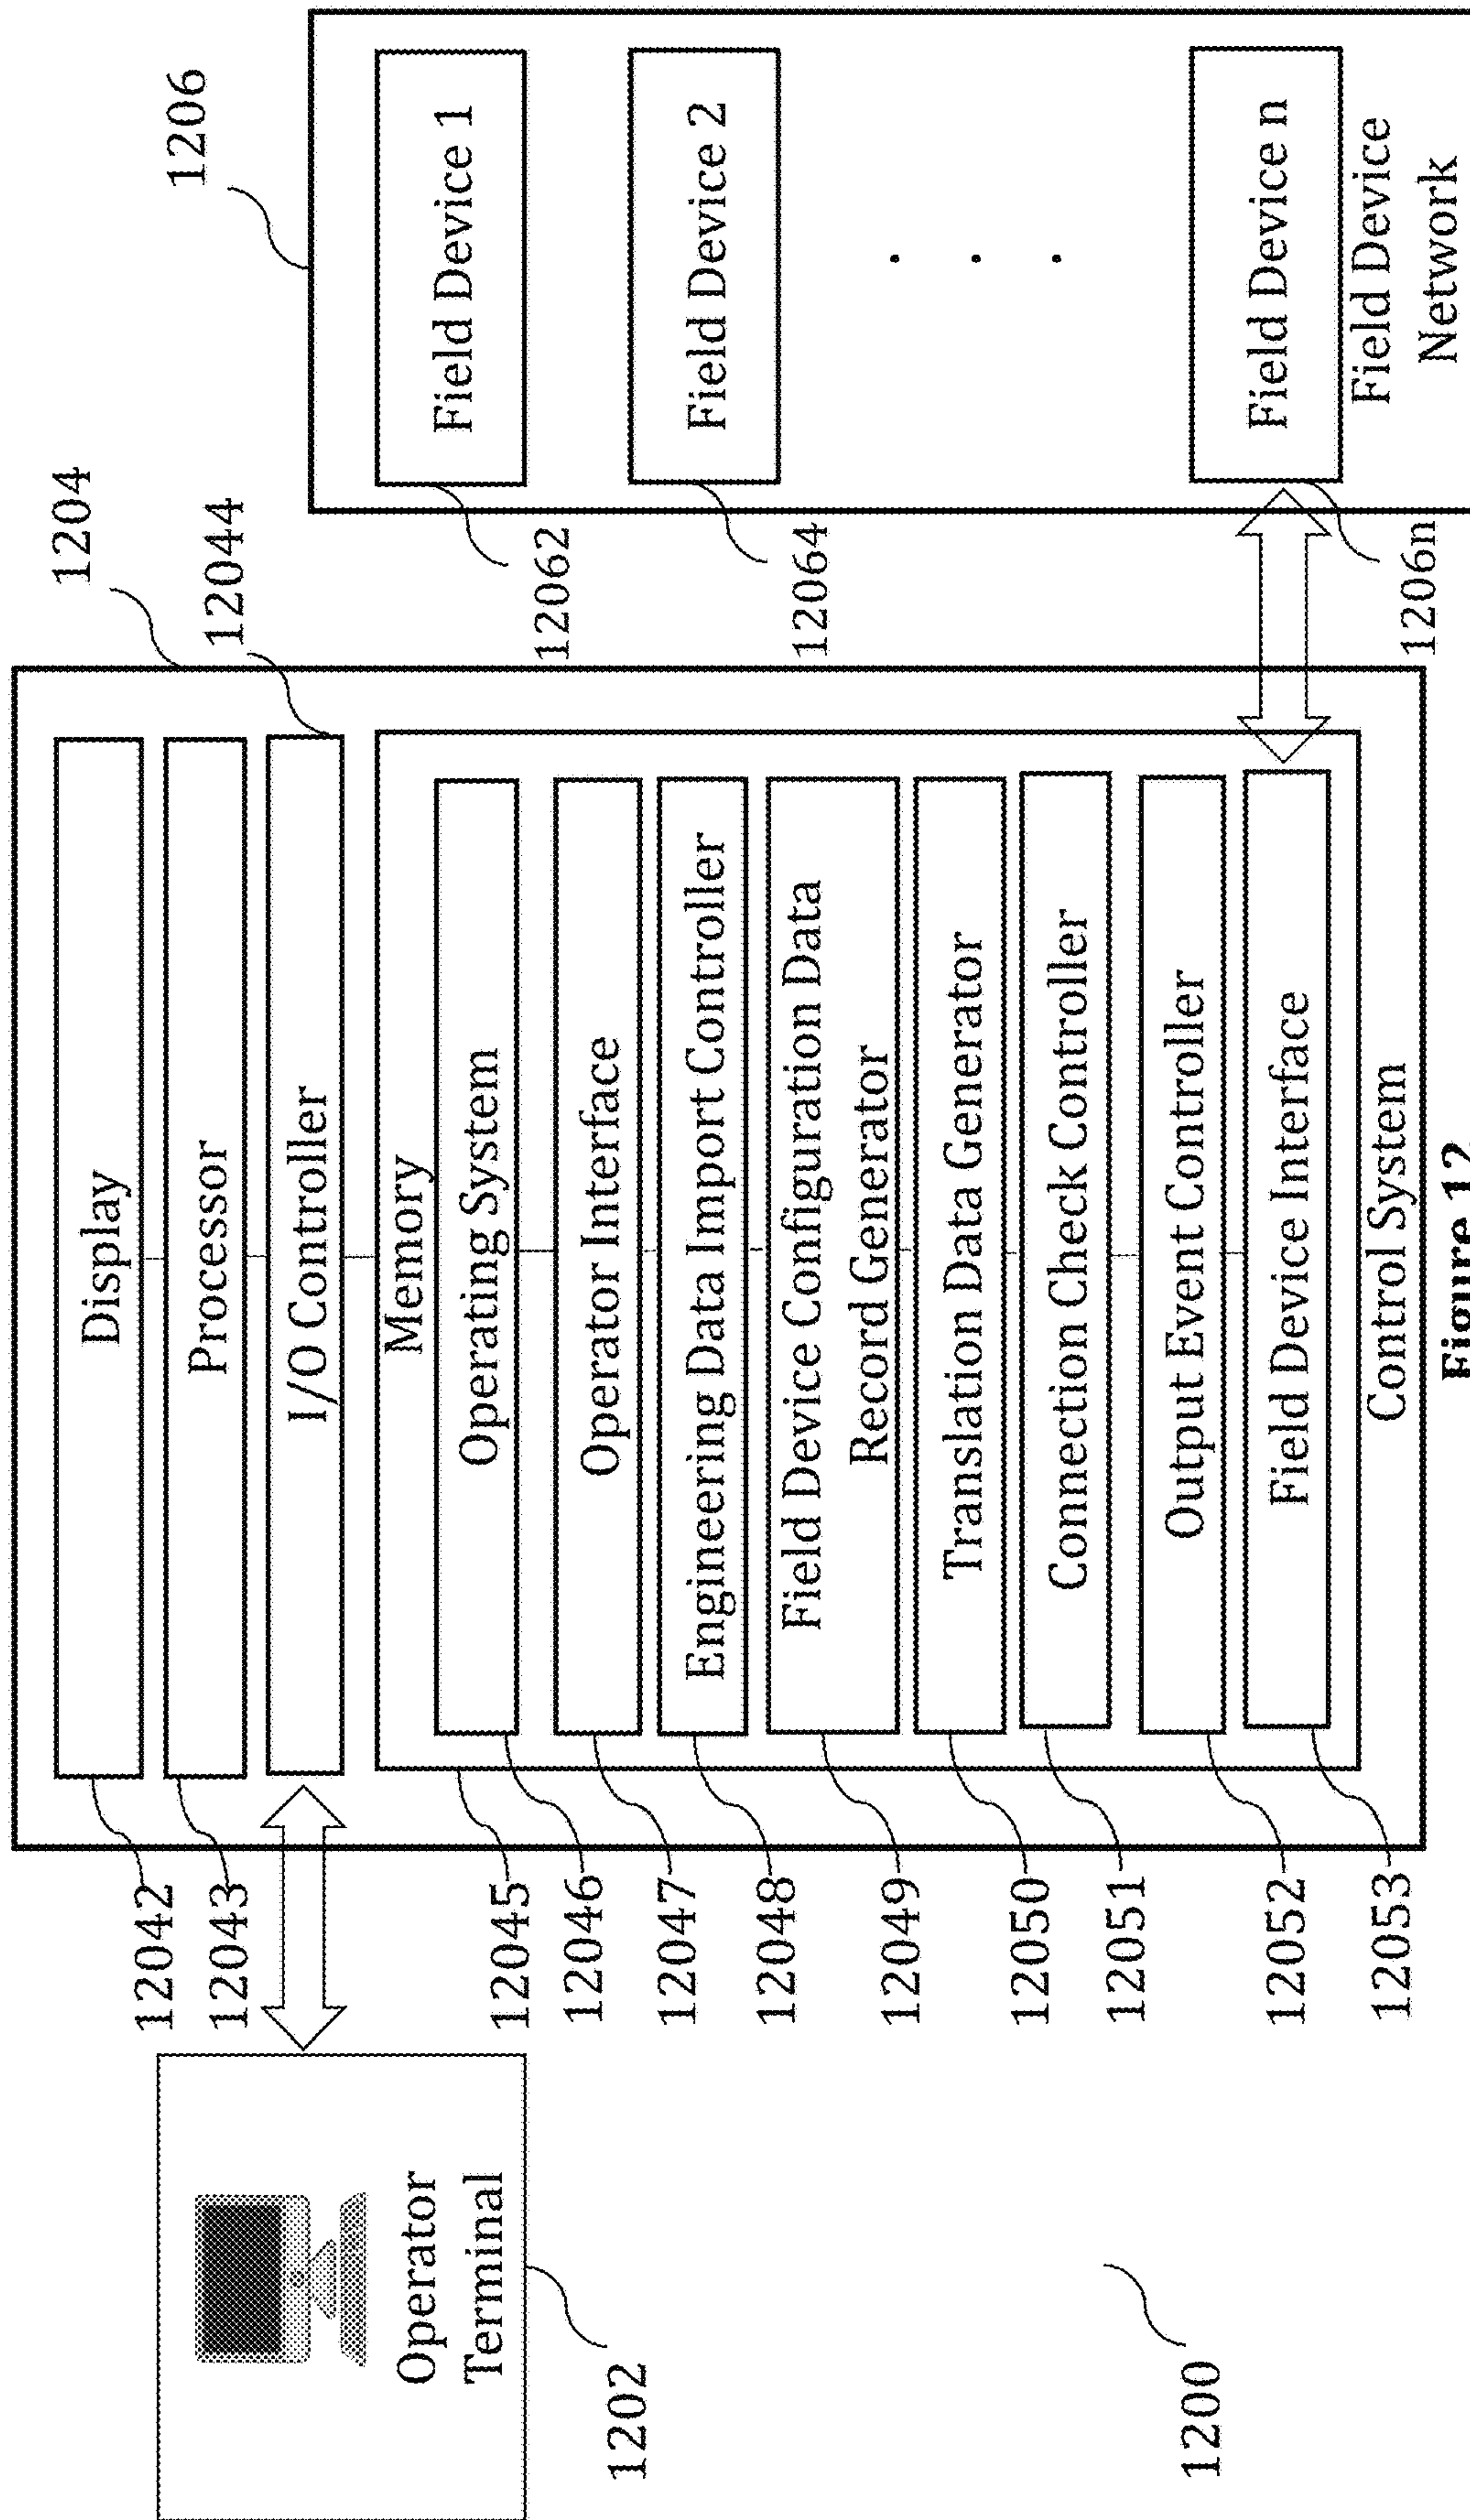 1204
12044
1206
12042
Display
12043
Processor
I/O Controller
12045
Memory
12046
Operating System
12047
Operator Interface
12048
Engineering Data Import Controller
12049
Field Device Configuration Data
Record Generator
12050
Translation Data Generator
12051
Connection Check Controller
12052
Output Event Controller
12053
Field Device Interface
Control System
Operator
Terminal
1202
1200
Field Device 1
12062
Field Device 2
12064
. . .
Field Device n
1206n
Field Device
Network
Figure 12